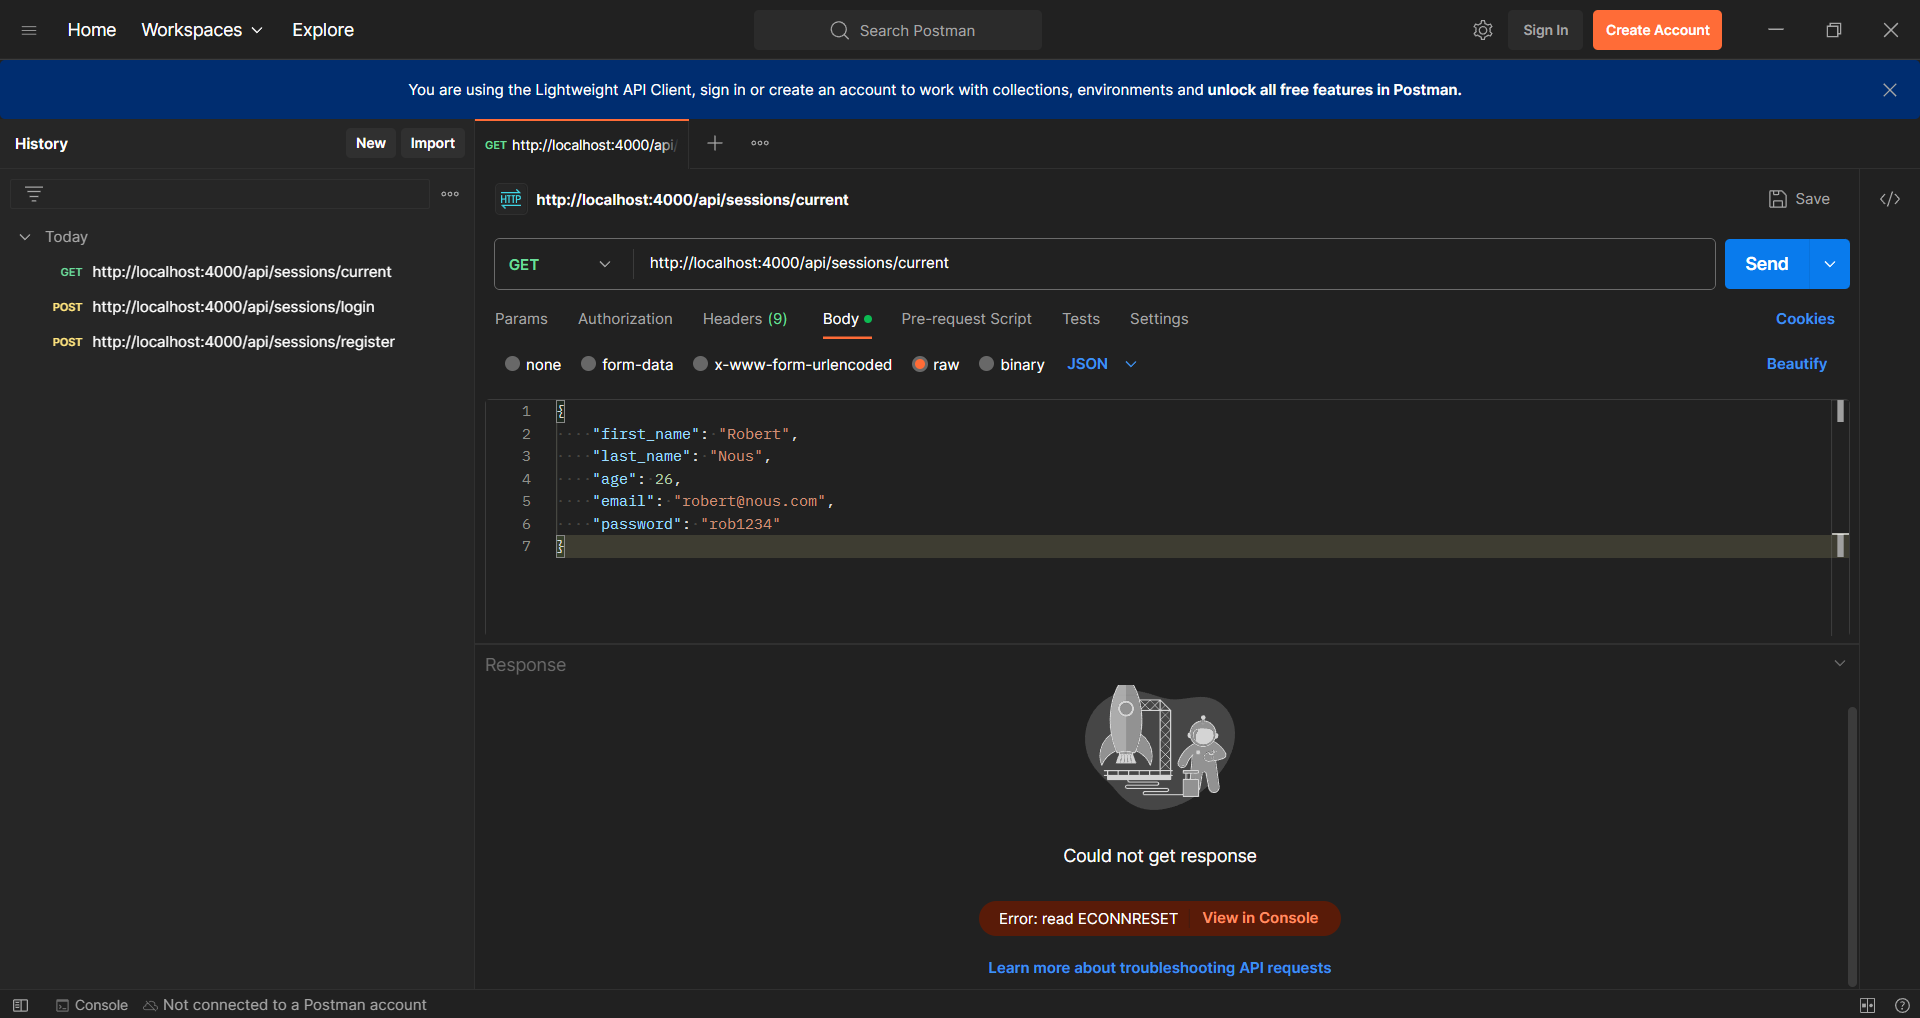 Home Workspaces Explore Search Postman Sign In Create Account
You are using the Lightweight API Client, sign in or create an account to work with collections, environments and unlock all free features in Postman.
History New Import
GET http://localhost:4000/api/
HTTP http://localhost:4000/api/sessions/current Save </>
Today
GET http://localhost:4000/api/sessions/current
POST http://localhost:4000/api/sessions/login
POST http://localhost:4000/api/sessions/register
GET http://localhost:4000/api/sessions/current Send
Params Authorization Headers (9) Body Pre-request Script Tests Settings Cookies
none form-data x-www-form-urlencoded raw binary JSON Beautify
1 {
2 "first_name": "Robert",
3 "last_name": "Nous",
4 "age": 26,
5 "email": "robert@nous.com",
6 "password": "rob1234"
7 }
Response
Could not get response
Error: read ECONNRESET View in Console
Learn more about troubleshooting API requests
Console Not connected to a Postman account